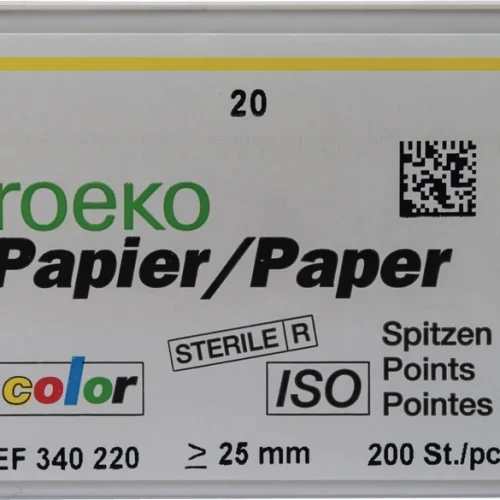 20
roeko
Papier/Paper
STERILE R
Spitzen
color
ISO
Points
Pointes
EF 340 220 ≥ 25 mm 200 St./pc